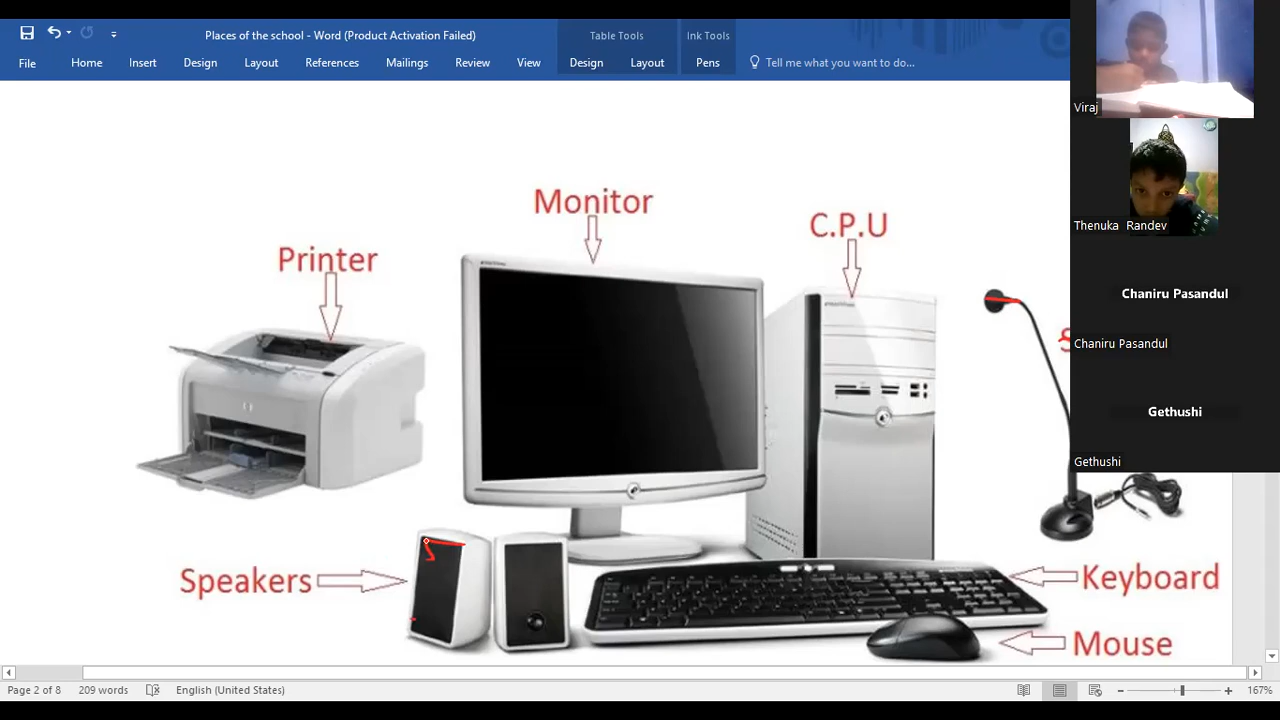 Places of the school - Word (Product Activation Failed)
Table Tools
Ink Tools
File
Home
Insert
Design
Layout
References
Mailings
Review
View
Design
Layout
Pens
Tell me what you want to do...
Viraj
Thenuka Randev
Chaniru Pasandul
Chaniru Pasandul
Gethushi
Gethushi
Monitor
C.P.U
Printer
Speakers
Keyboard
Mouse
Page 2 of 8
209 words
English (United States)
167%